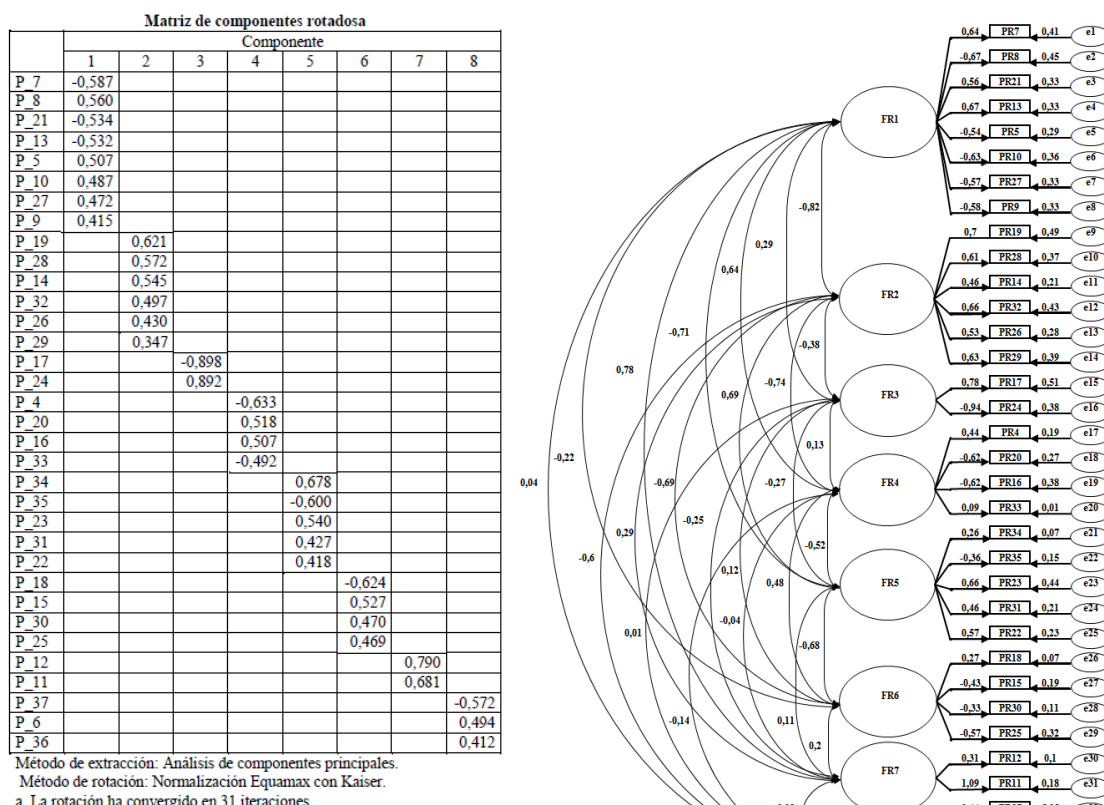 Matriz de componentes rotadosa
Componente
1 2 3 4 5 6 7 8
P_7 -0,587
P_8 0,560
P_21 -0,534
P_13 -0,532
P_5 0,507
P_10 0,487
P_27 0,472
P_9 0,415
P_19 0,621
P_28 0,572
P_14 0,545
P_32 0,497
P_26 0,430
P_29 0,347
P_17 -0,898
P_24 0,892
P_4 -0,633
P_20 0,518
P_16 0,507
P_33 -0,492
P_34 0,678
P_35 -0,600
P_23 0,540
P_31 0,427
P_22 0,418
P_18 -0,624
P_15 0,527
P_30 0,470
P_25 0,469
P_12 0,790
P_11 0,681
P_37 -0,572
P_6 0,494
P_36 0,412
Método de extracción: Análisis de componentes principales.
Método de rotación: Normalización Equamax con Kaiser.
a. La rotación ha convergido en 31 iteraciones
0,64 PR7 0,41 e1
-0,67 PR8 0,45 e2
0,56 PR21 0,33 e3
0,67 PR13 0,33 e4
FR1
-0,54 PR5 0,29 e5
-0,63 PR10 0,36 e6
-0,57 PR27 0,33 e7
-0,58 PR9 0,33 e8
-0,82
0,7 PR19 0,49 e9
0,29
0,61 PR28 0,37 e10
0,64
0,46 PR14 0,21 e11
FR2
0,66 PR32 0,43 e12
-0,71
0,53 PR26 0,28 e13
-0,38
0,63 PR29 0,39 e14
0,78
-0,74
0,78 PR17 0,51 e15
0,69
FR3
-0,94 PR24 0,38 e16
0,44 PR4 0,19 e17
0,13
-0,22
-0,62 PR20 0,27 e18
0,04
-0,69
-0,27
FR4
-0,62 PR16 0,38 e19
0,09 PR33 0,01 e20
-0,25
0,29
0,26 PR34 0,07 e21
-0,52
-0,6
-0,36 PR35 0,15 e22
0,12
0,48
FR5
0,66 PR23 0,44 e23
0,46 PR31 0,21 e24
-0,04
0,01
0,57 PR22 0,23 e25
-0,68
0,27 PR18 0,07 e26
-0,43 PR15 0,19 e27
FR6
-0,33 PR30 0,11 e28
-0,14
0,11
-0,57 PR25 0,32 e29
0,2
0,31 PR12 0,1 e30
FR7
1,09 PR11 0,18 e31